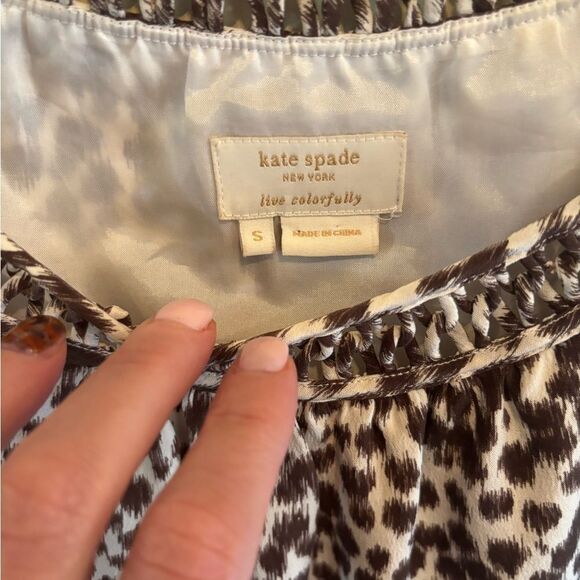 kate spade
NEW YORK
live colorfully
S
MADE IN CHINA